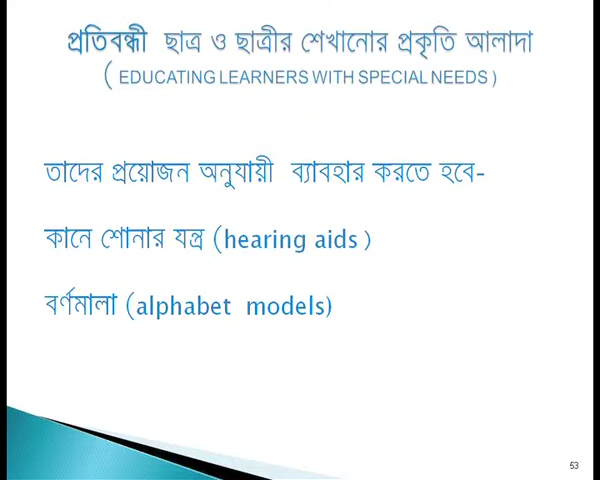 প্রতিবন্ধী ছাত্র ও ছাত্রীর শেখানোর প্রকৃতি আলাদা
( EDUCATING LEARNERS WITH SPECIAL NEEDS )
তাদের প্রয়োজন অনুযায়ী ব্যাবহার করতে হবে-
কানে শোনার যন্ত্র (hearing aids )
বর্ণমালা (alphabet models)
53